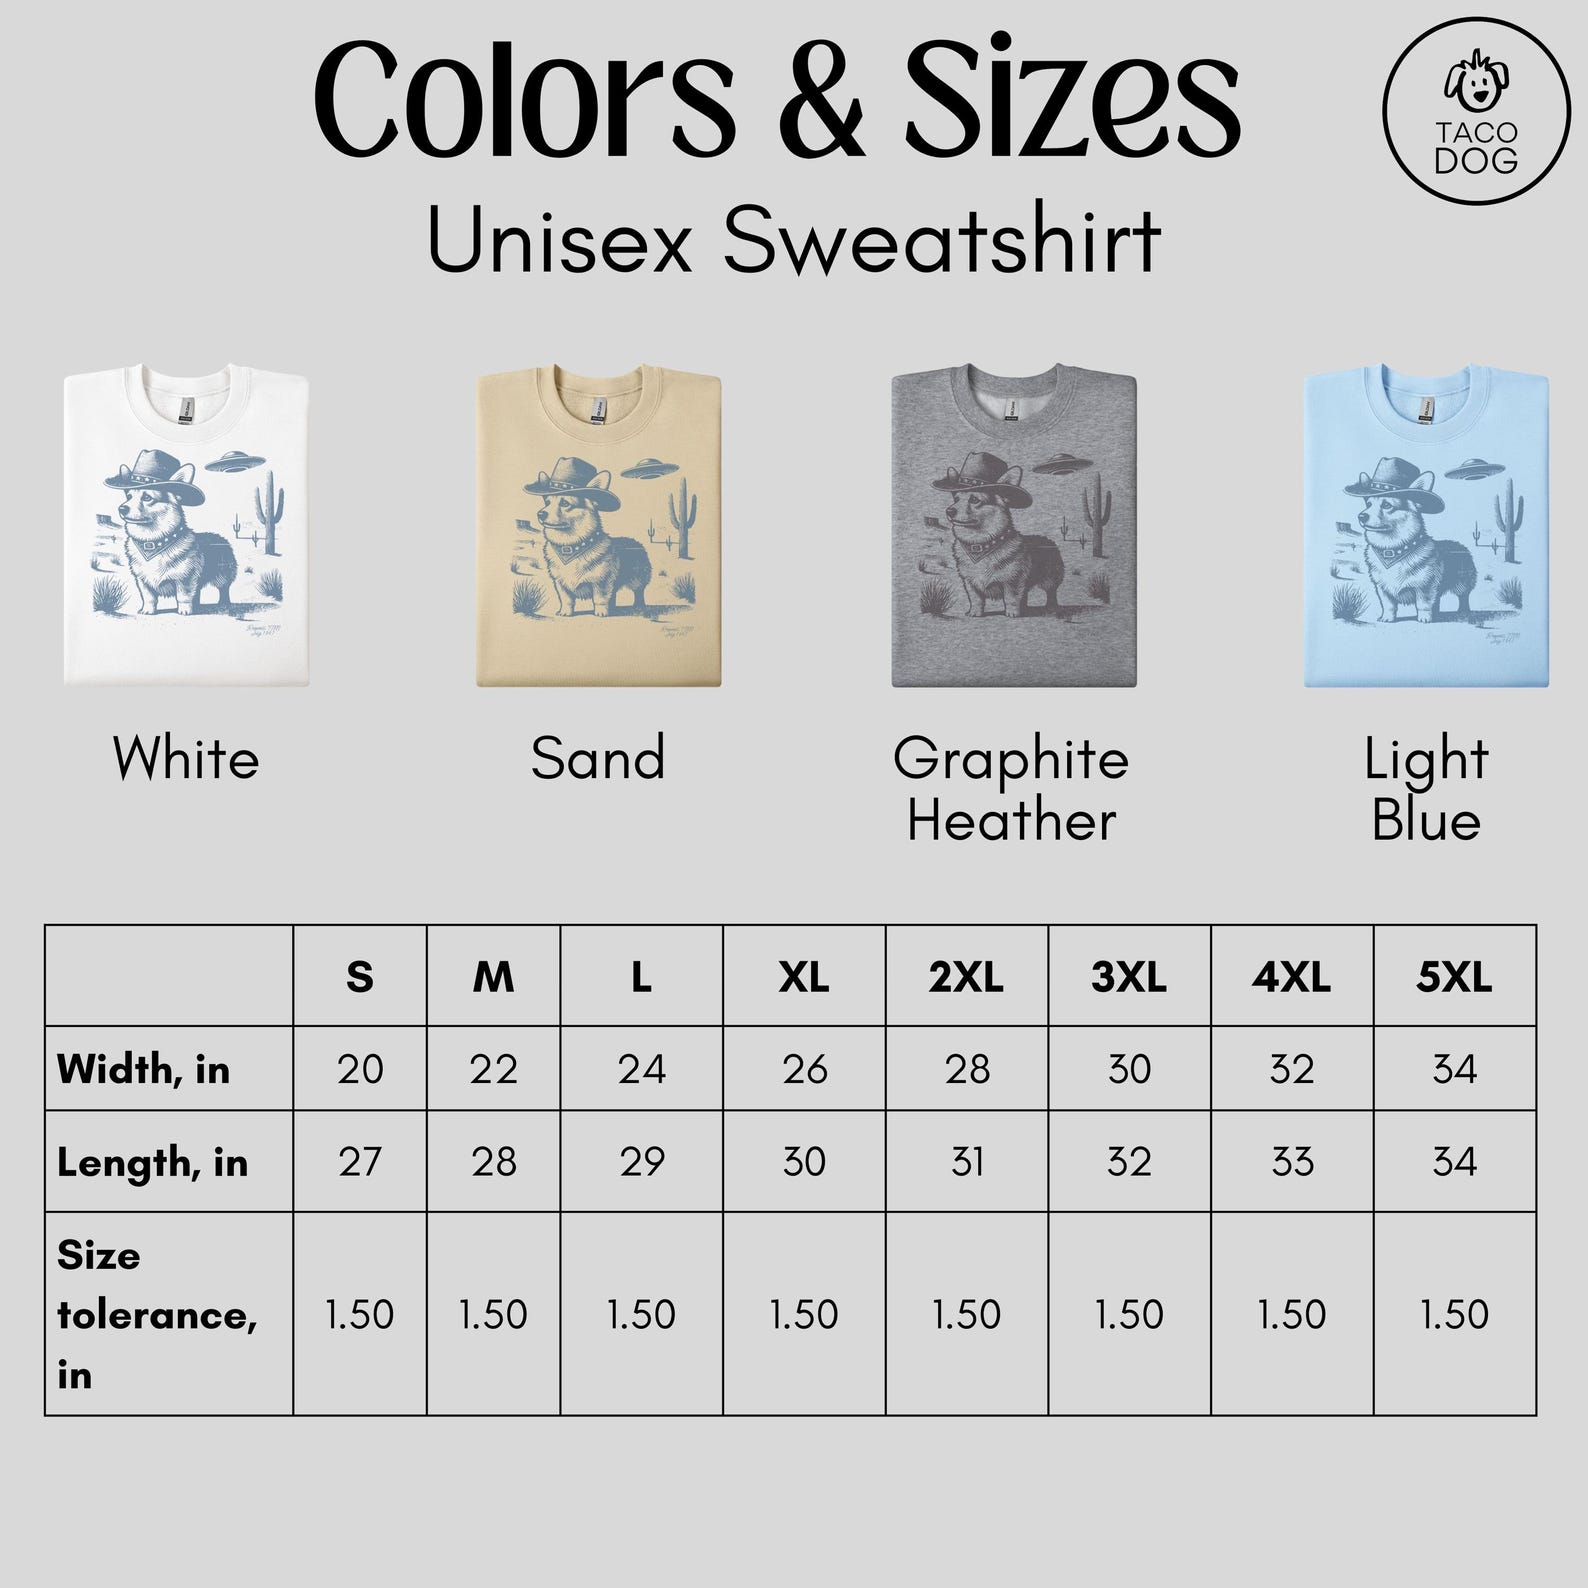 Colors & Sizes
TACO
DOG
Unisex Sweatshirt
White
Sand
Graphite
Heather
Light
Blue
S M L XL 2XL 3XL 4XL 5XL
Width, in 20 22 24 26 28 30 32 34
Length, in 27 28 29 30 31 32 33 34
Size
tolerance,
in
1.50 1.50 1.50 1.50 1.50 1.50 1.50 1.50